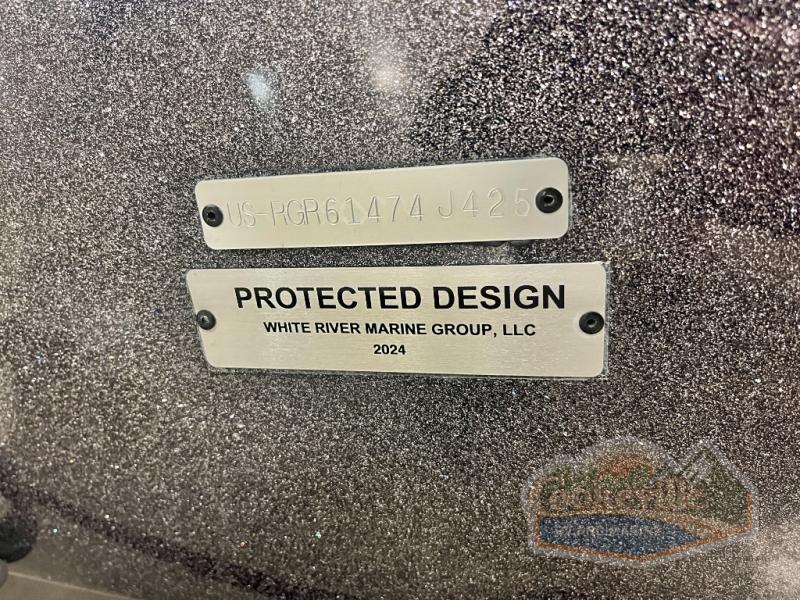 US-RGR61474J425
PROTECTED DESIGN
WHITE RIVER MARINE GROUP, LLC
2024